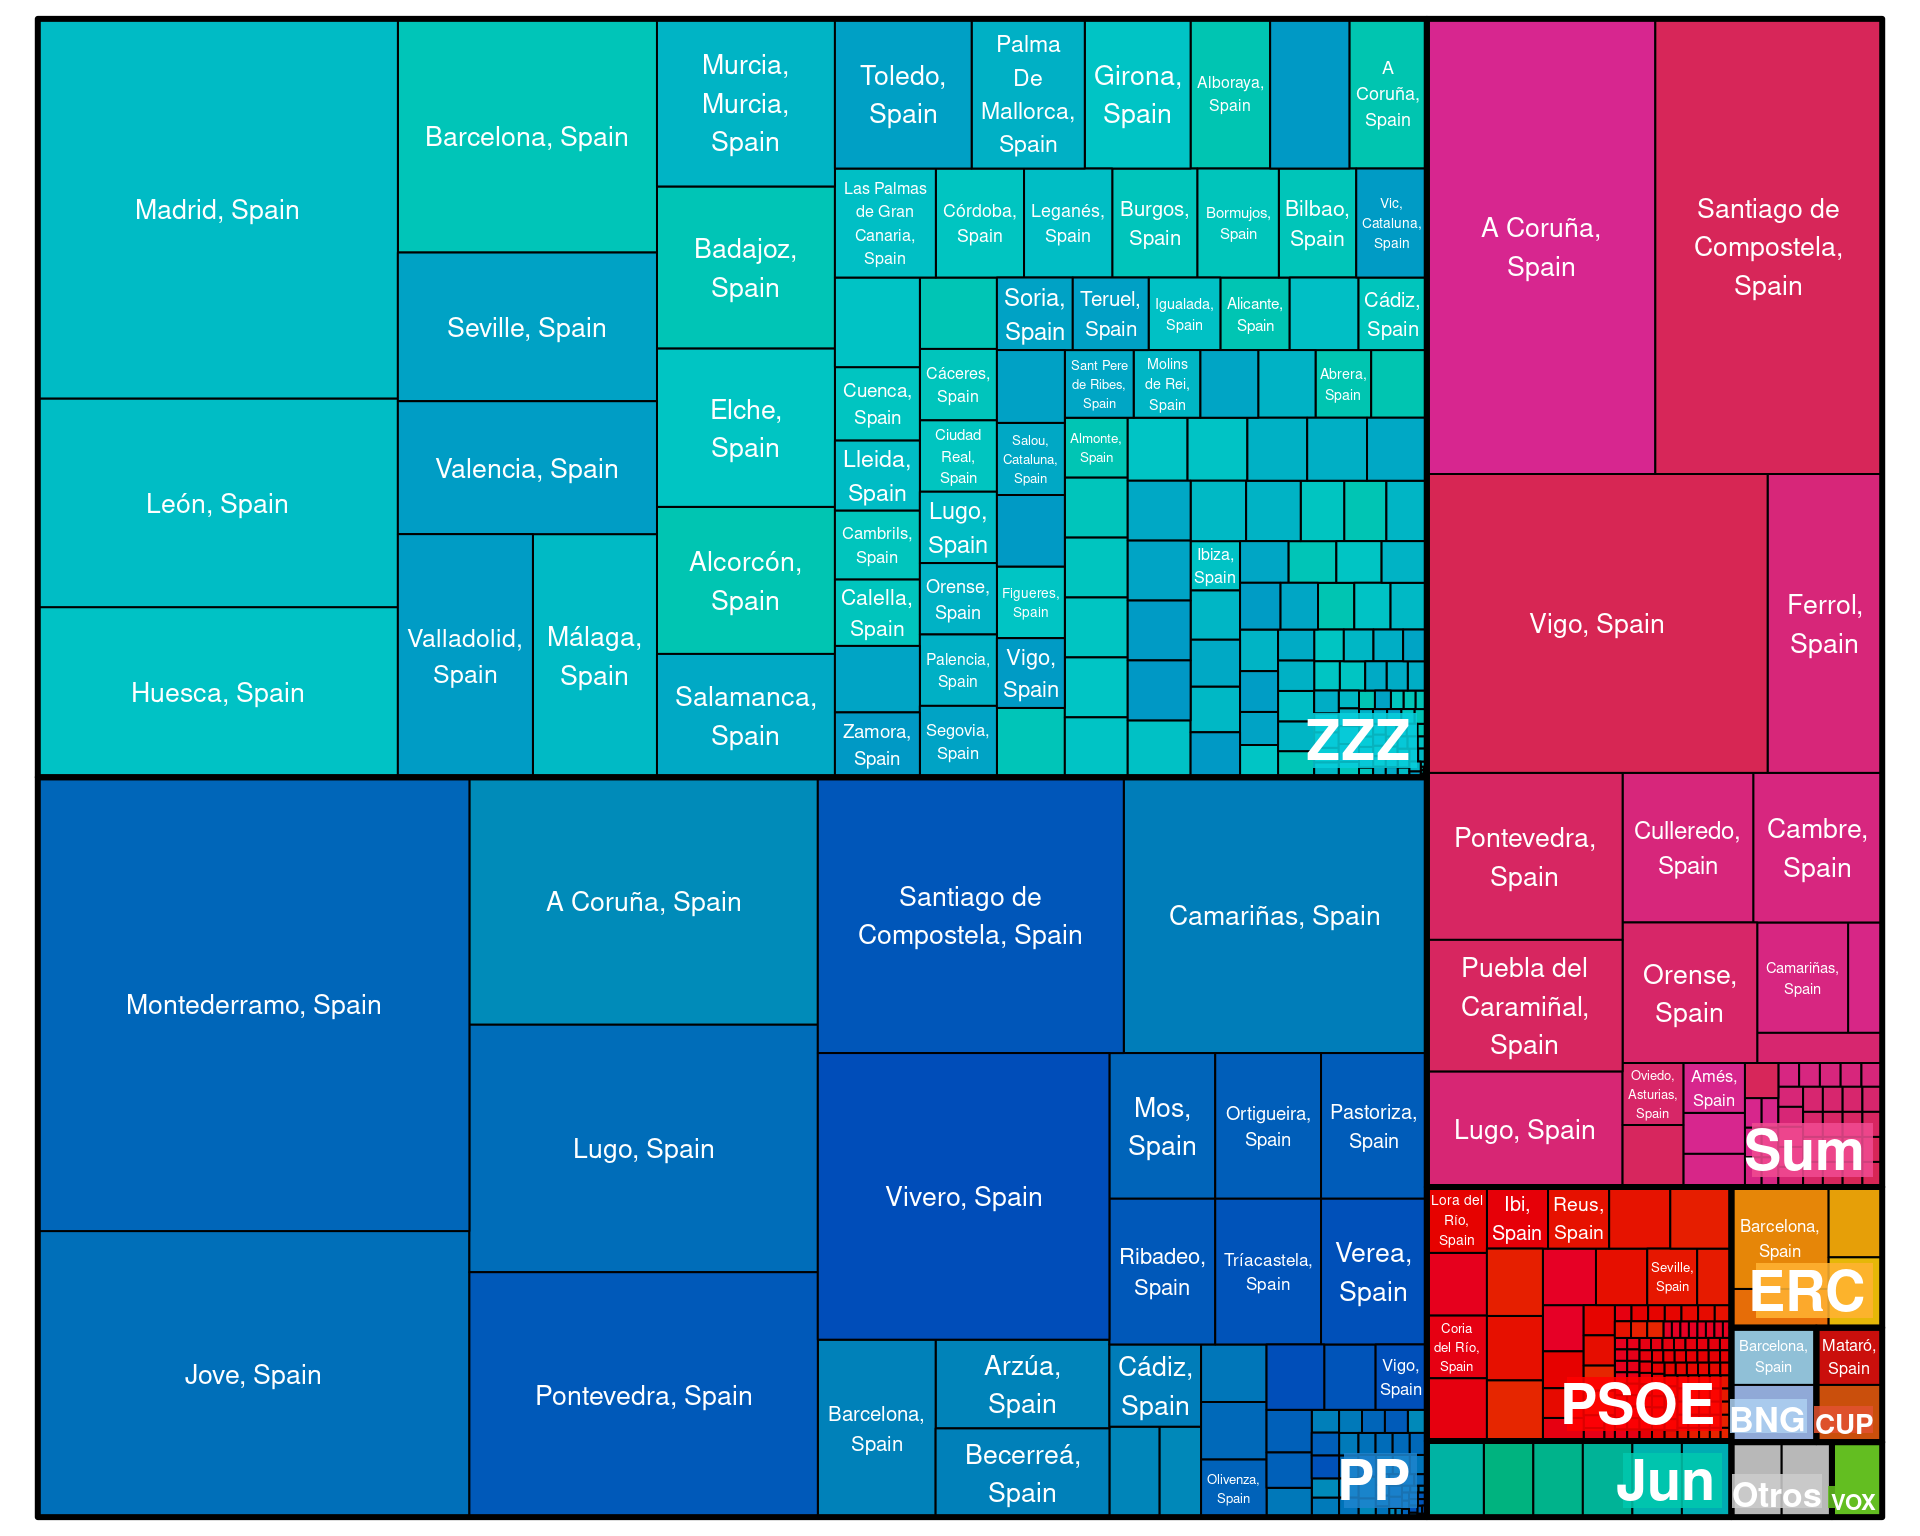 Madrid, Spain
León, Spain
Huesca, Spain
Barcelona, Spain
Seville, Spain
Valencia, Spain
Valladolid,
Spain
Málaga,
Spain
Murcia,
Murcia,
Spain
Badajoz,
Spain
Elche,
Spain
Alcorcón,
Spain
Salamanca,
Spain
Toledo,
Spain
Palma
De
Mallorca,
Spain
Girona,
Spain
Alboraya,
Spain
A
Coruña,
Spain
Las Palmas
de Gran
Canaria,
Spain
Córdoba,
Spain
Leganés,
Spain
Burgos,
Spain
Bormujos,
Spain
Bilbao,
Spain
Vic,
Cataluna,
Spain
Cuenca,
Spain
Lleida,
Spain
Cambrils,
Spain
Calella,
Spain
Zamora,
Spain
Cáceres,
Spain
Ciudad
Real,
Spain
Lugo,
Spain
Orense,
Spain
Palencia,
Spain
Segovia,
Spain
Soria,
Spain
Teruel,
Spain
Igualada,
Spain
Alicante,
Spain
Cádiz,
Spain
Salou,
Cataluna,
Spain
Figueres,
Spain
Vigo,
Spain
Sant Pere
de Ribes,
Spain
Molins
de Rei,
Spain
Abrera,
Spain
Almonte,
Spain
Ibiza,
Spain
ZZZ
Montederramo, Spain
Jove, Spain
A Coruña, Spain
Lugo, Spain
Pontevedra, Spain
Santiago de
Compostela, Spain
Camariñas, Spain
Vivero, Spain
Mos,
Spain
Ortigueira,
Spain
Pastoriza,
Spain
Ribadeo,
Spain
Tríacastela,
Spain
Verea,
Spain
Barcelona,
Spain
Arzúa,
Spain
Becerreá,
Spain
Cádiz,
Spain
Olivenza,
Spain
Vigo,
Spain
PP
A Coruña,
Spain
Santiago de
Compostela,
Spain
Vigo, Spain
Ferrol,
Spain
Pontevedra,
Spain
Puebla del
Caramiñal,
Spain
Lugo, Spain
Culleredo,
Spain
Cambre,
Spain
Orense,
Spain
Camariñas,
Spain
Oviedo,
Asturias,
Spain
Amés,
Spain
Sum
Lora del
Río,
Spain
Ibi,
Spain
Reus,
Spain
Coria
del Río,
Spain
Seville,
Spain
PSOE
Barcelona,
Spain
ERC
Barcelona,
Spain
BNG
Mataró,
Spain
CUP
Jun
Otros
VOX